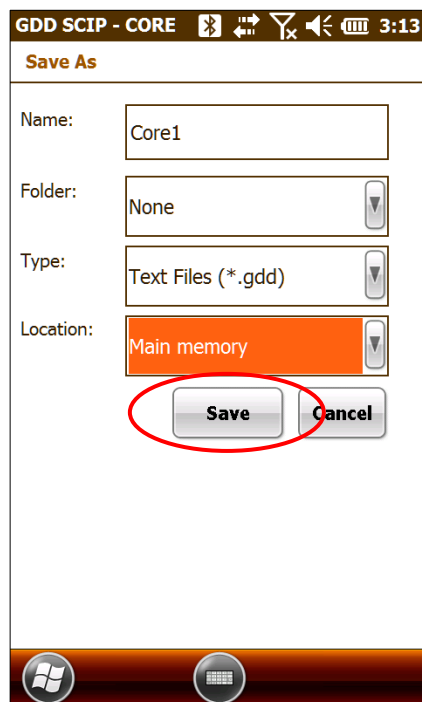 GDD SCIP - CORE 3:13
Save As
Name:
Core1
Folder:
None
Type:
Text Files (*.gdd)
Location:
Main memory
Save Cancel